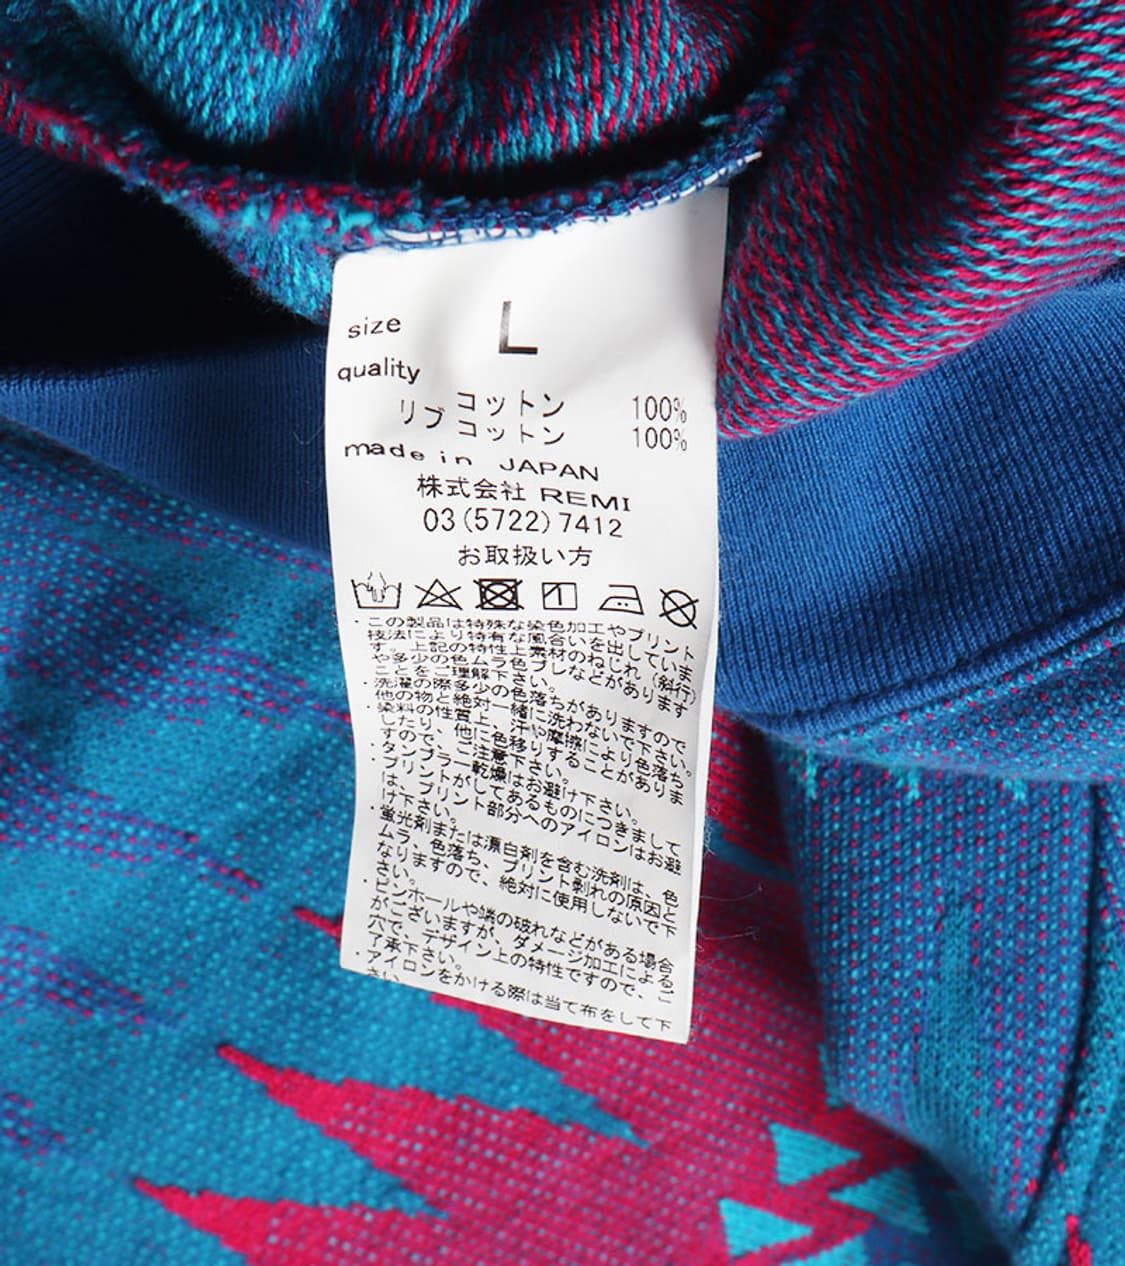 size L
quality
コットン 100%
リブ コットン 100%
made in JAPAN
株式会社 REMI
03(5722)7412
お取扱い方
・この製品は特殊な染色加工やプリント
技法により特有な風合いを出していま
す。上記の特性上素材のねじれ（斜行）
や多少の色ムラ色ブレなどがあります
ことをご理解下さい。
・洗濯の際多少の色落ちがありますので
他の物と絶対一緒に洗わないで下さい。
・染料の性質上、汗や摩擦により色落ち
したり、他に色移りすることがありま
すので、ご注意下さい。
・タンブラー乾燥はお避け下さい。
・プリントがしてあるものにつきまして
は、プリント部分へのアイロンはお避
け下さい。
・蛍光剤または漂白剤を含む洗剤は、色
ムラ、色落ち、プリント剥れの原因と
なりますので、絶対に使用しないで下
さい。
・ピンホールや端の破れなどがある場合
がございますが、ダメージ加工によるご
穴で、デザイン上の特性ですので、ご
了承下さい。
・アイロンをかける際は当て布をして下
さい。